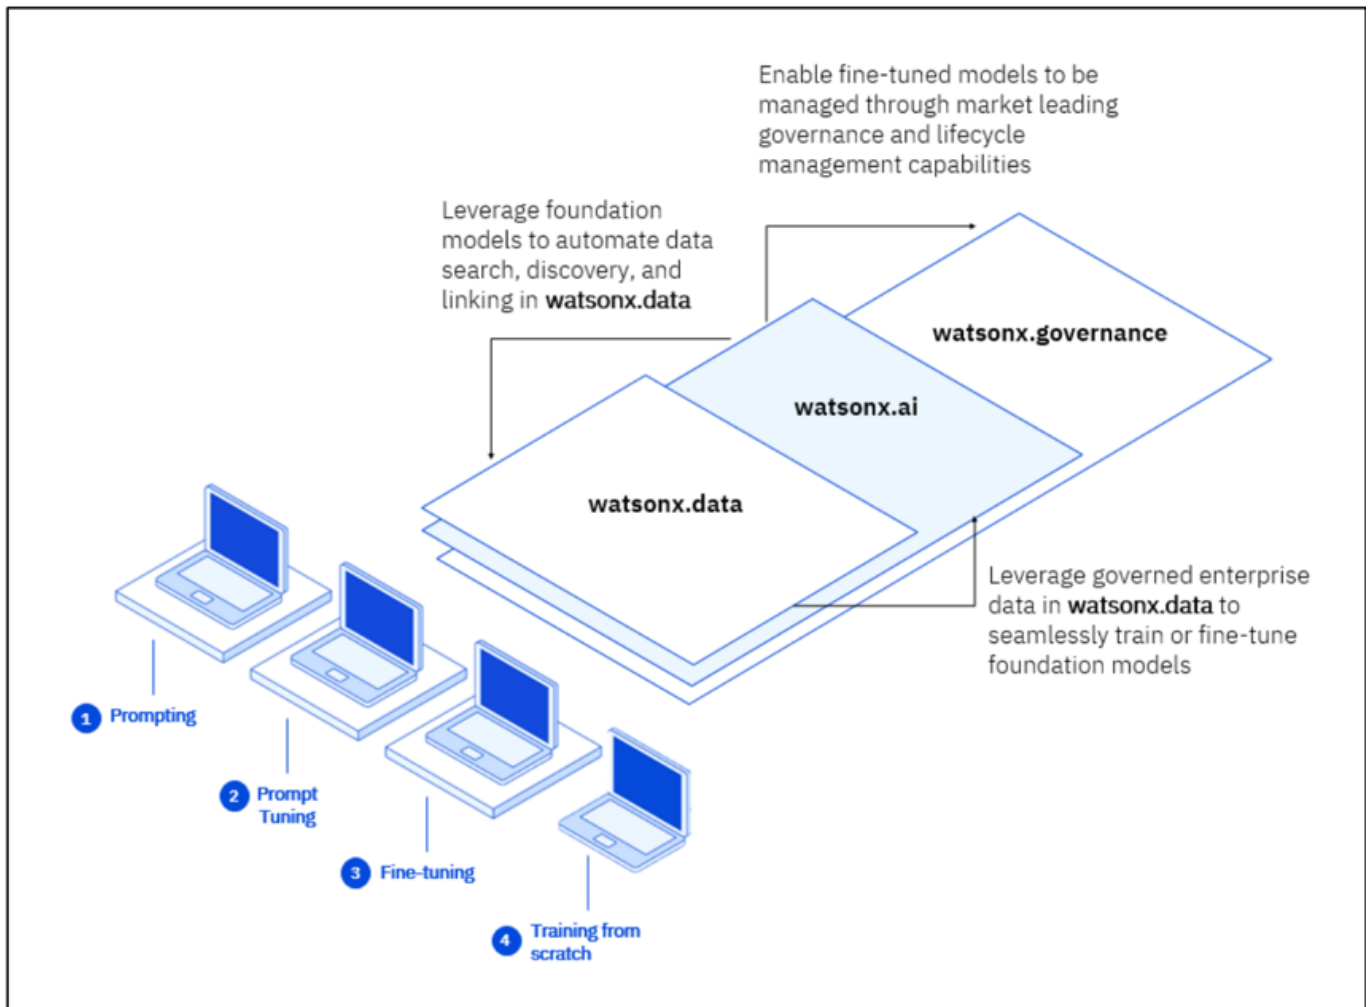 Enable fine-tuned models to be
managed through market leading
governance and lifecycle
management capabilities
Leverage foundation
models to automate data
search, discovery, and
linking in watsonx.data
watsonx.governance
watsonx.ai
watsonx.data
Leverage governed enterprise
data in watsonx.data to
seamlessly train or fine-tune
foundation models
1 Prompting
2 Prompt
Tuning
3 Fine-tuning
4 Training from
scratch